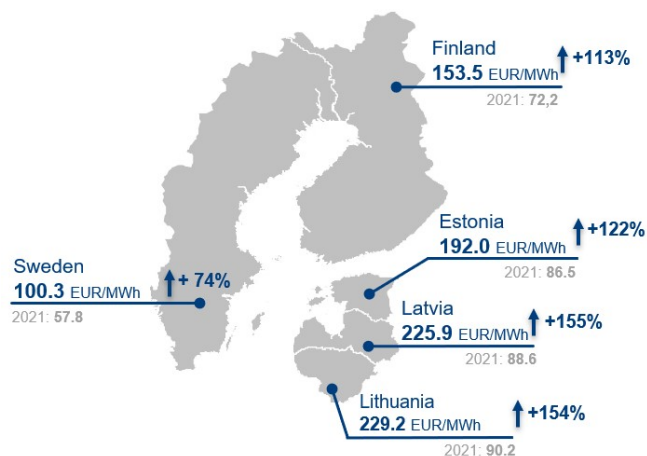 Finland
153.5 EUR/MWh
+113%
2021: 72,2
Estonia
192.0 EUR/MWh
+122%
2021: 86.5
Sweden
100.3 EUR/MWh
+ 74%
2021: 57.8
Latvia
225.9 EUR/MWh
+155%
2021: 88.6
Lithuania
229.2 EUR/MWh
+154%
2021: 90.2